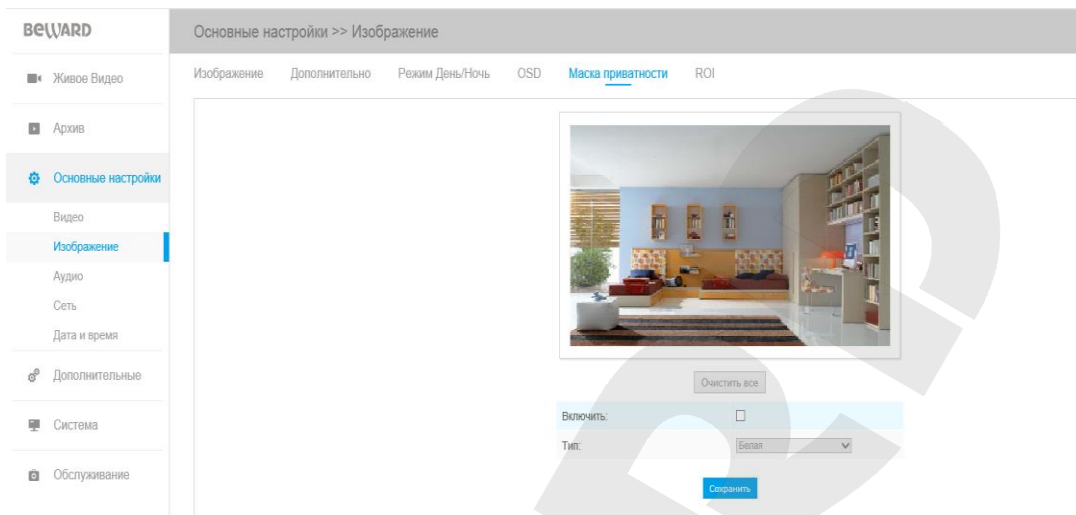 BEWARD
Основные настройки >> Изображение
Живое Видео
Архив
Основные настройки
Видео
Изображение
Аудио
Сеть
Дата и время
Дополнительные
Система
Обслуживание
Изображение Дополнительно Режим День/Ночь OSD Маска приватности ROI
Очистить все
Включить:
Тип: Белая
Сохранить